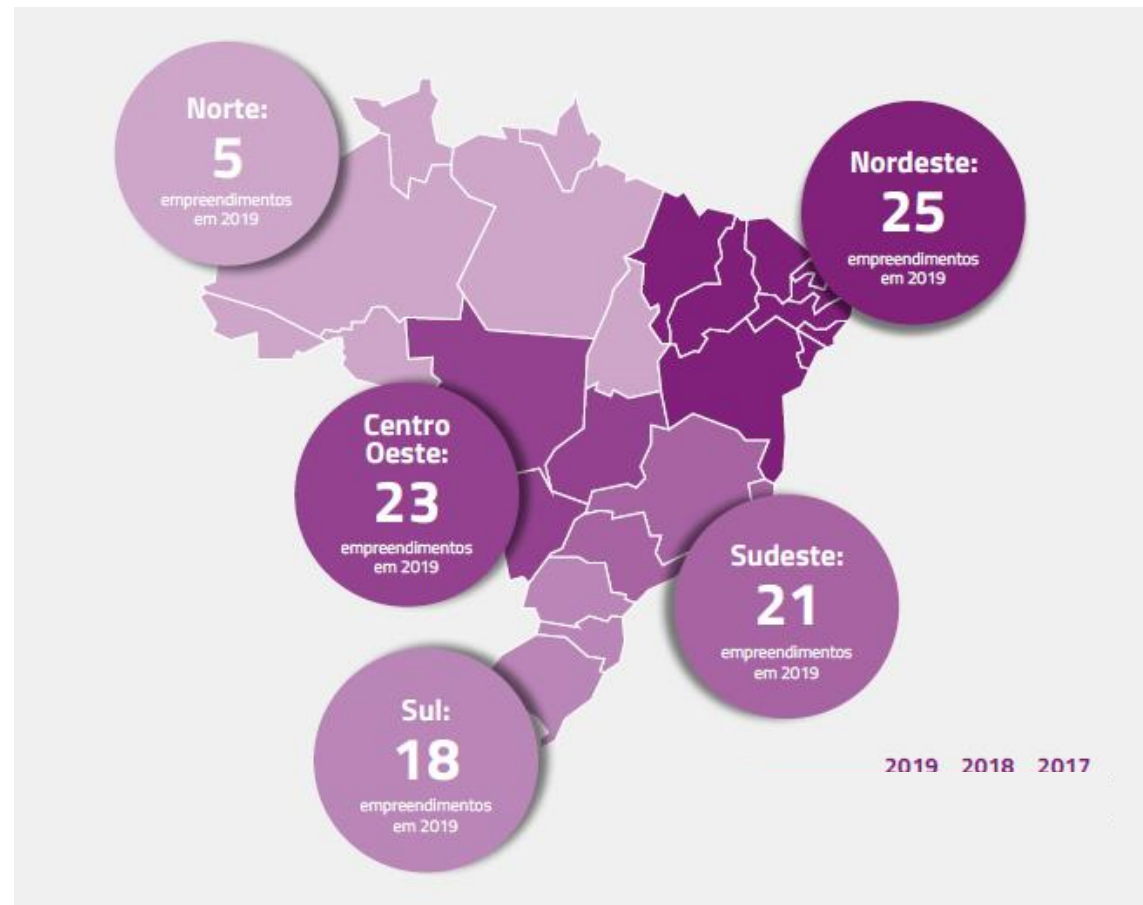 Norte:
5
empreendimentos
em 2019
Nordeste:
25
empreendimentos
em 2019
Centro
Oeste:
23
empreendimentos
em 2019
Sudeste:
21
empreendimentos
em 2019
Sul:
18
empreendimentos
em 2019
2019 2018 2017